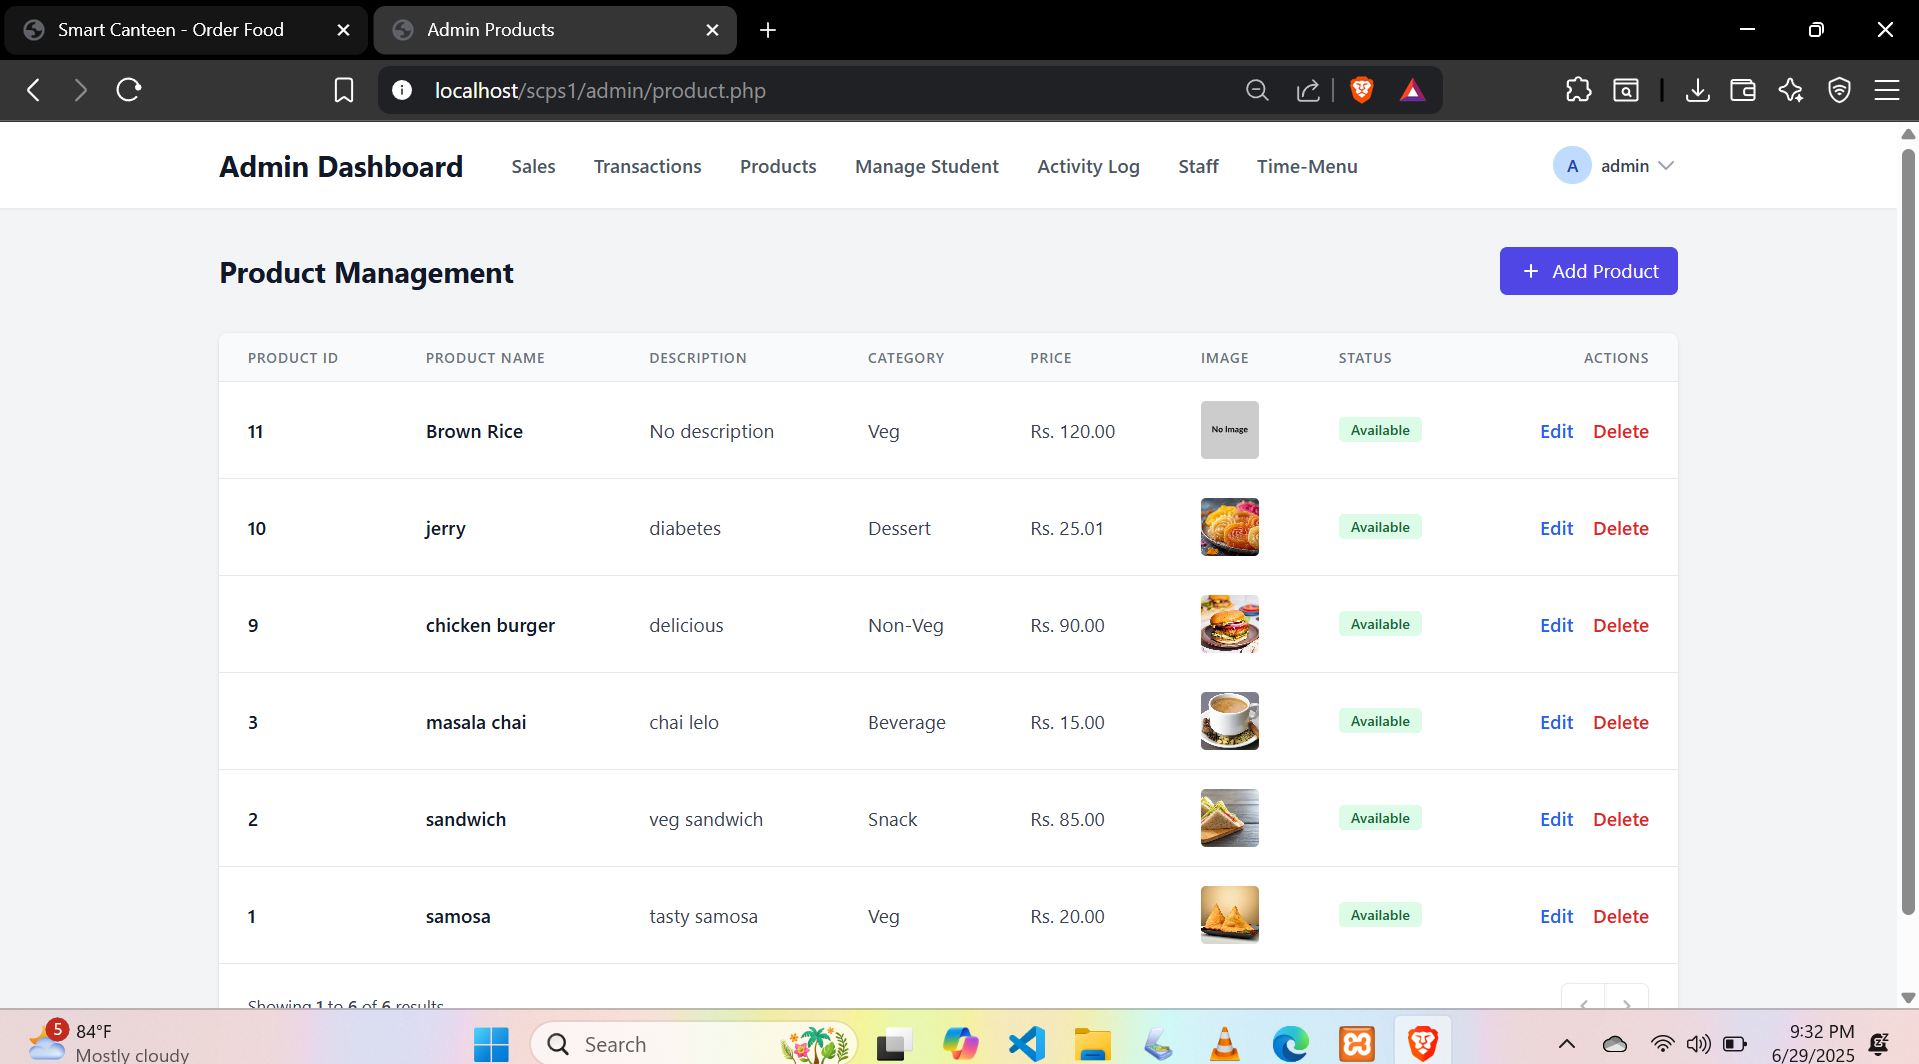 Smart Canteen - Order Food
Admin Products
localhost/scps1/admin/product.php
Admin Dashboard Sales Transactions Products Manage Student Activity Log Staff Time-Menu A admin
Product Management + Add Product
PRODUCT ID PRODUCT NAME DESCRIPTION CATEGORY PRICE IMAGE STATUS ACTIONS
11 Brown Rice No description Veg Rs. 120.00 No Image Available Edit Delete
10 jerry diabetes Dessert Rs. 25.01 Available Edit Delete
9 chicken burger delicious Non-Veg Rs. 90.00 Available Edit Delete
3 masala chai chai lelo Beverage Rs. 15.00 Available Edit Delete
2 sandwich veg sandwich Snack Rs. 85.00 Available Edit Delete
1 samosa tasty samosa Veg Rs. 20.00 Available Edit Delete
Showing 1 to 6 of 6 results
5 84°F
Mostly cloudy
Search
9:32 PM
6/29/2025